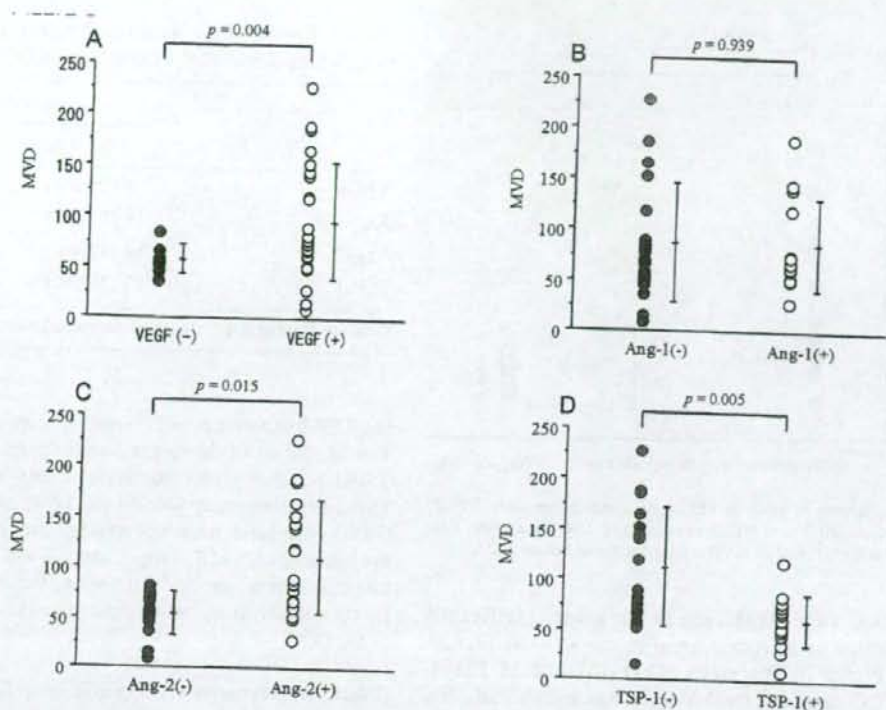 A
p = 0.004
250
200
150
100
50
0
MVD
VEGF (-)
VEGF (+)
B
p = 0.939
250
200
150
100
50
0
MVD
Ang-1(-)
Ang-1(+)
C
p = 0.015
250
200
150
100
50
0
MVD
Ang-2(-)
Ang-2(+)
D
p = 0.005
250
200
150
100
50
0
MVD
TSP-1(-)
TSP-1(+)